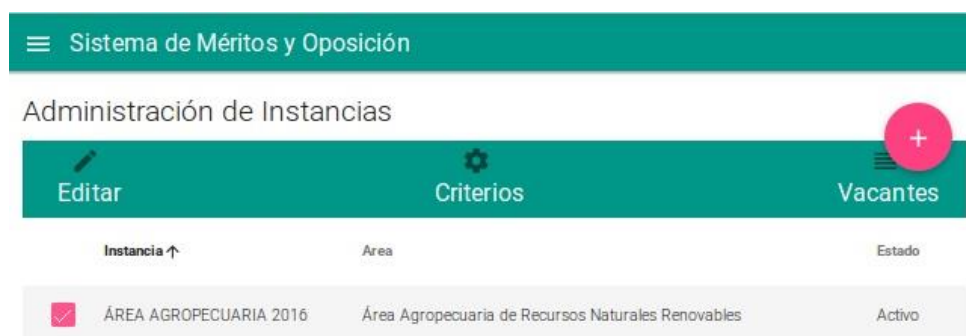 Sistema de Méritos y Oposición
Administración de Instancias
Editar Criterios Vacantes
Instancia Area Estado
ÁREA AGROPECUARIA 2016 Área Agropecuaria de Recursos Naturales Renovables Activo